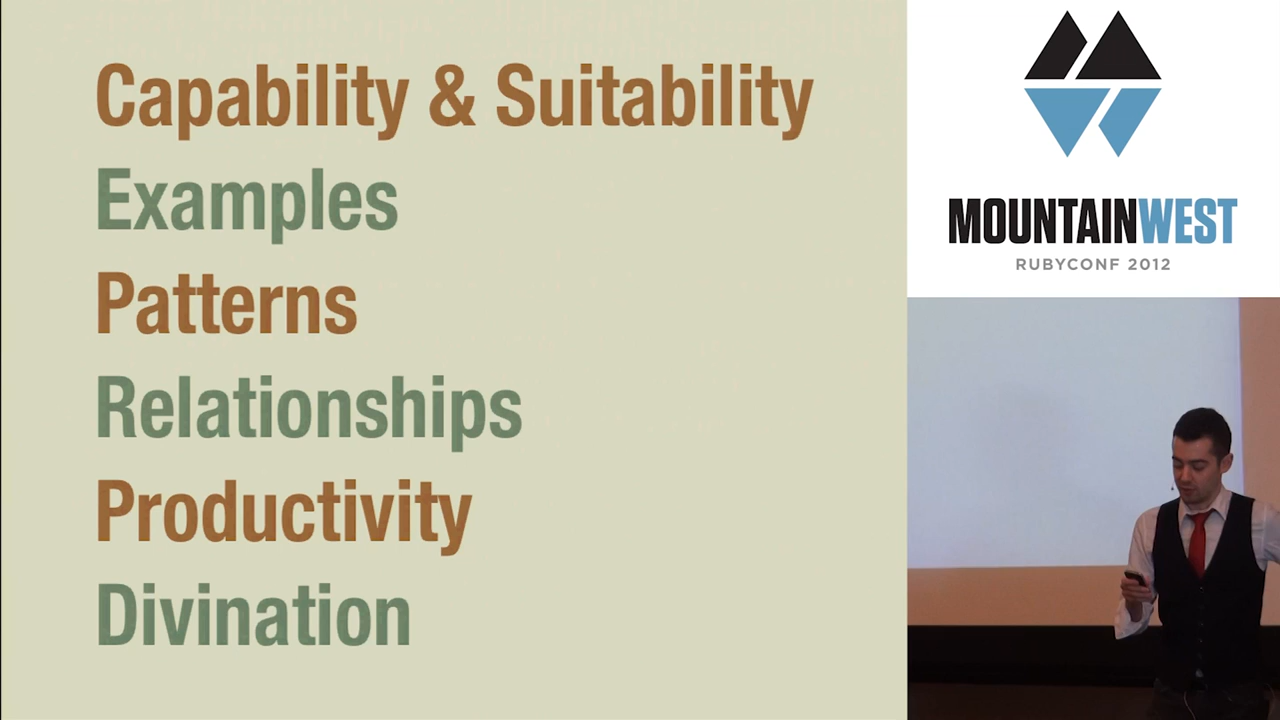 Capability & Suitability
Examples
Patterns
Relationships
Productivity
Divination
MOUNTAINWEST
RUBYCONF 2012